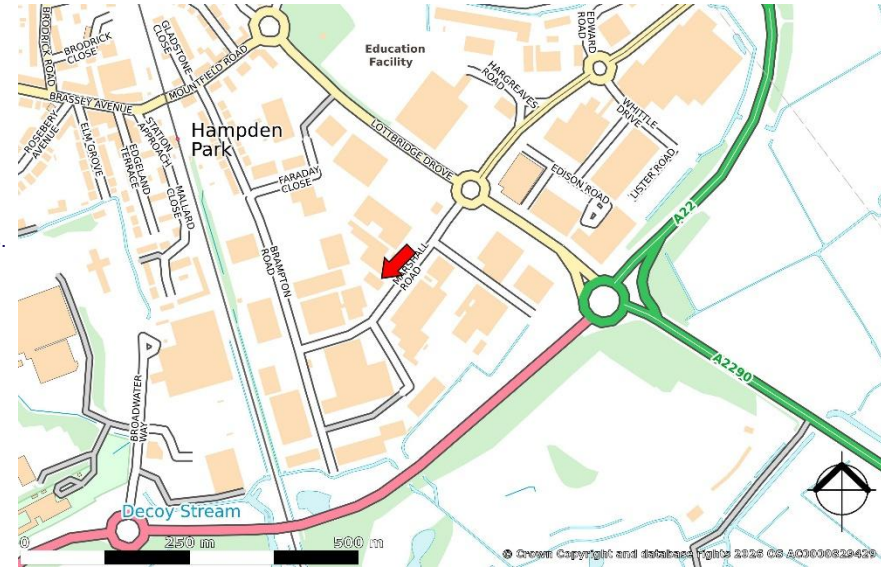 BRODRICK ROAD
BRODRICK
CLOSE
GLADSTONE
CLOSE
MOUNTFIELD ROAD
BRASSEY AVENUE
ROSEBERY
AVENUE
ELM GROVE
EDGELAND
TERRACE
STATION
APPROACH
MALLARD
CLOSE
Hampden
Park
Education
Facility
EDWARD
ROAD
HARGREAVES
ROAD
WHITTLE
DRIVE
LOTTBRIDGE DROVE
EDISON ROAD
LISTER ROAD
FARADAY
CLOSE
BRAMPTON
ROAD
MARSHALL
ROAD
A22
A2290
BROADWATER
WAY
Decoy Stream
0
250 m
500 m
© Crown Copyright and database rights 2026 OS AC0000829429